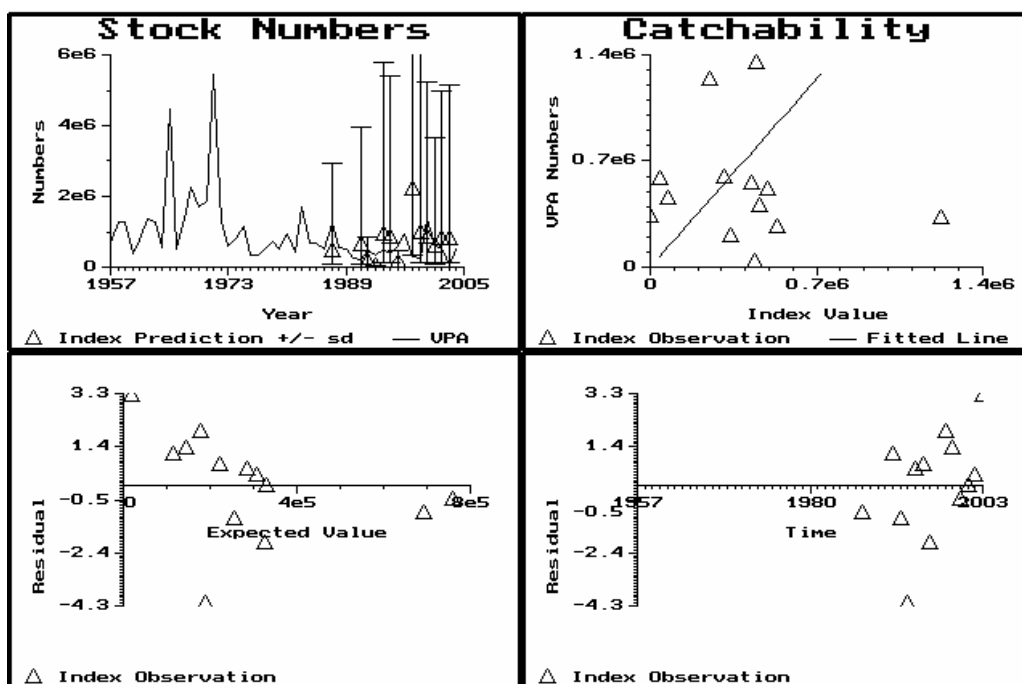 Stock Numbers
6e6
4e6
2e6
0
Numbers
1957
1973
1989
2005
Year
△ Index Prediction +/- sd — VPA
Catchability
1.4e6
0.7e6
0
VPA Numbers
0
0.7e6
1.4e6
Index Value
△ Index Observation — Fitted Line
3.3
1.4
-0.5
-2.4
-4.3
Residual
0
4e5
8e5
Expected Value
△ Index Observation
3.3
1.4
-0.5
-2.4
-4.3
Residual
1957
1980
2003
Time
△ Index Observation